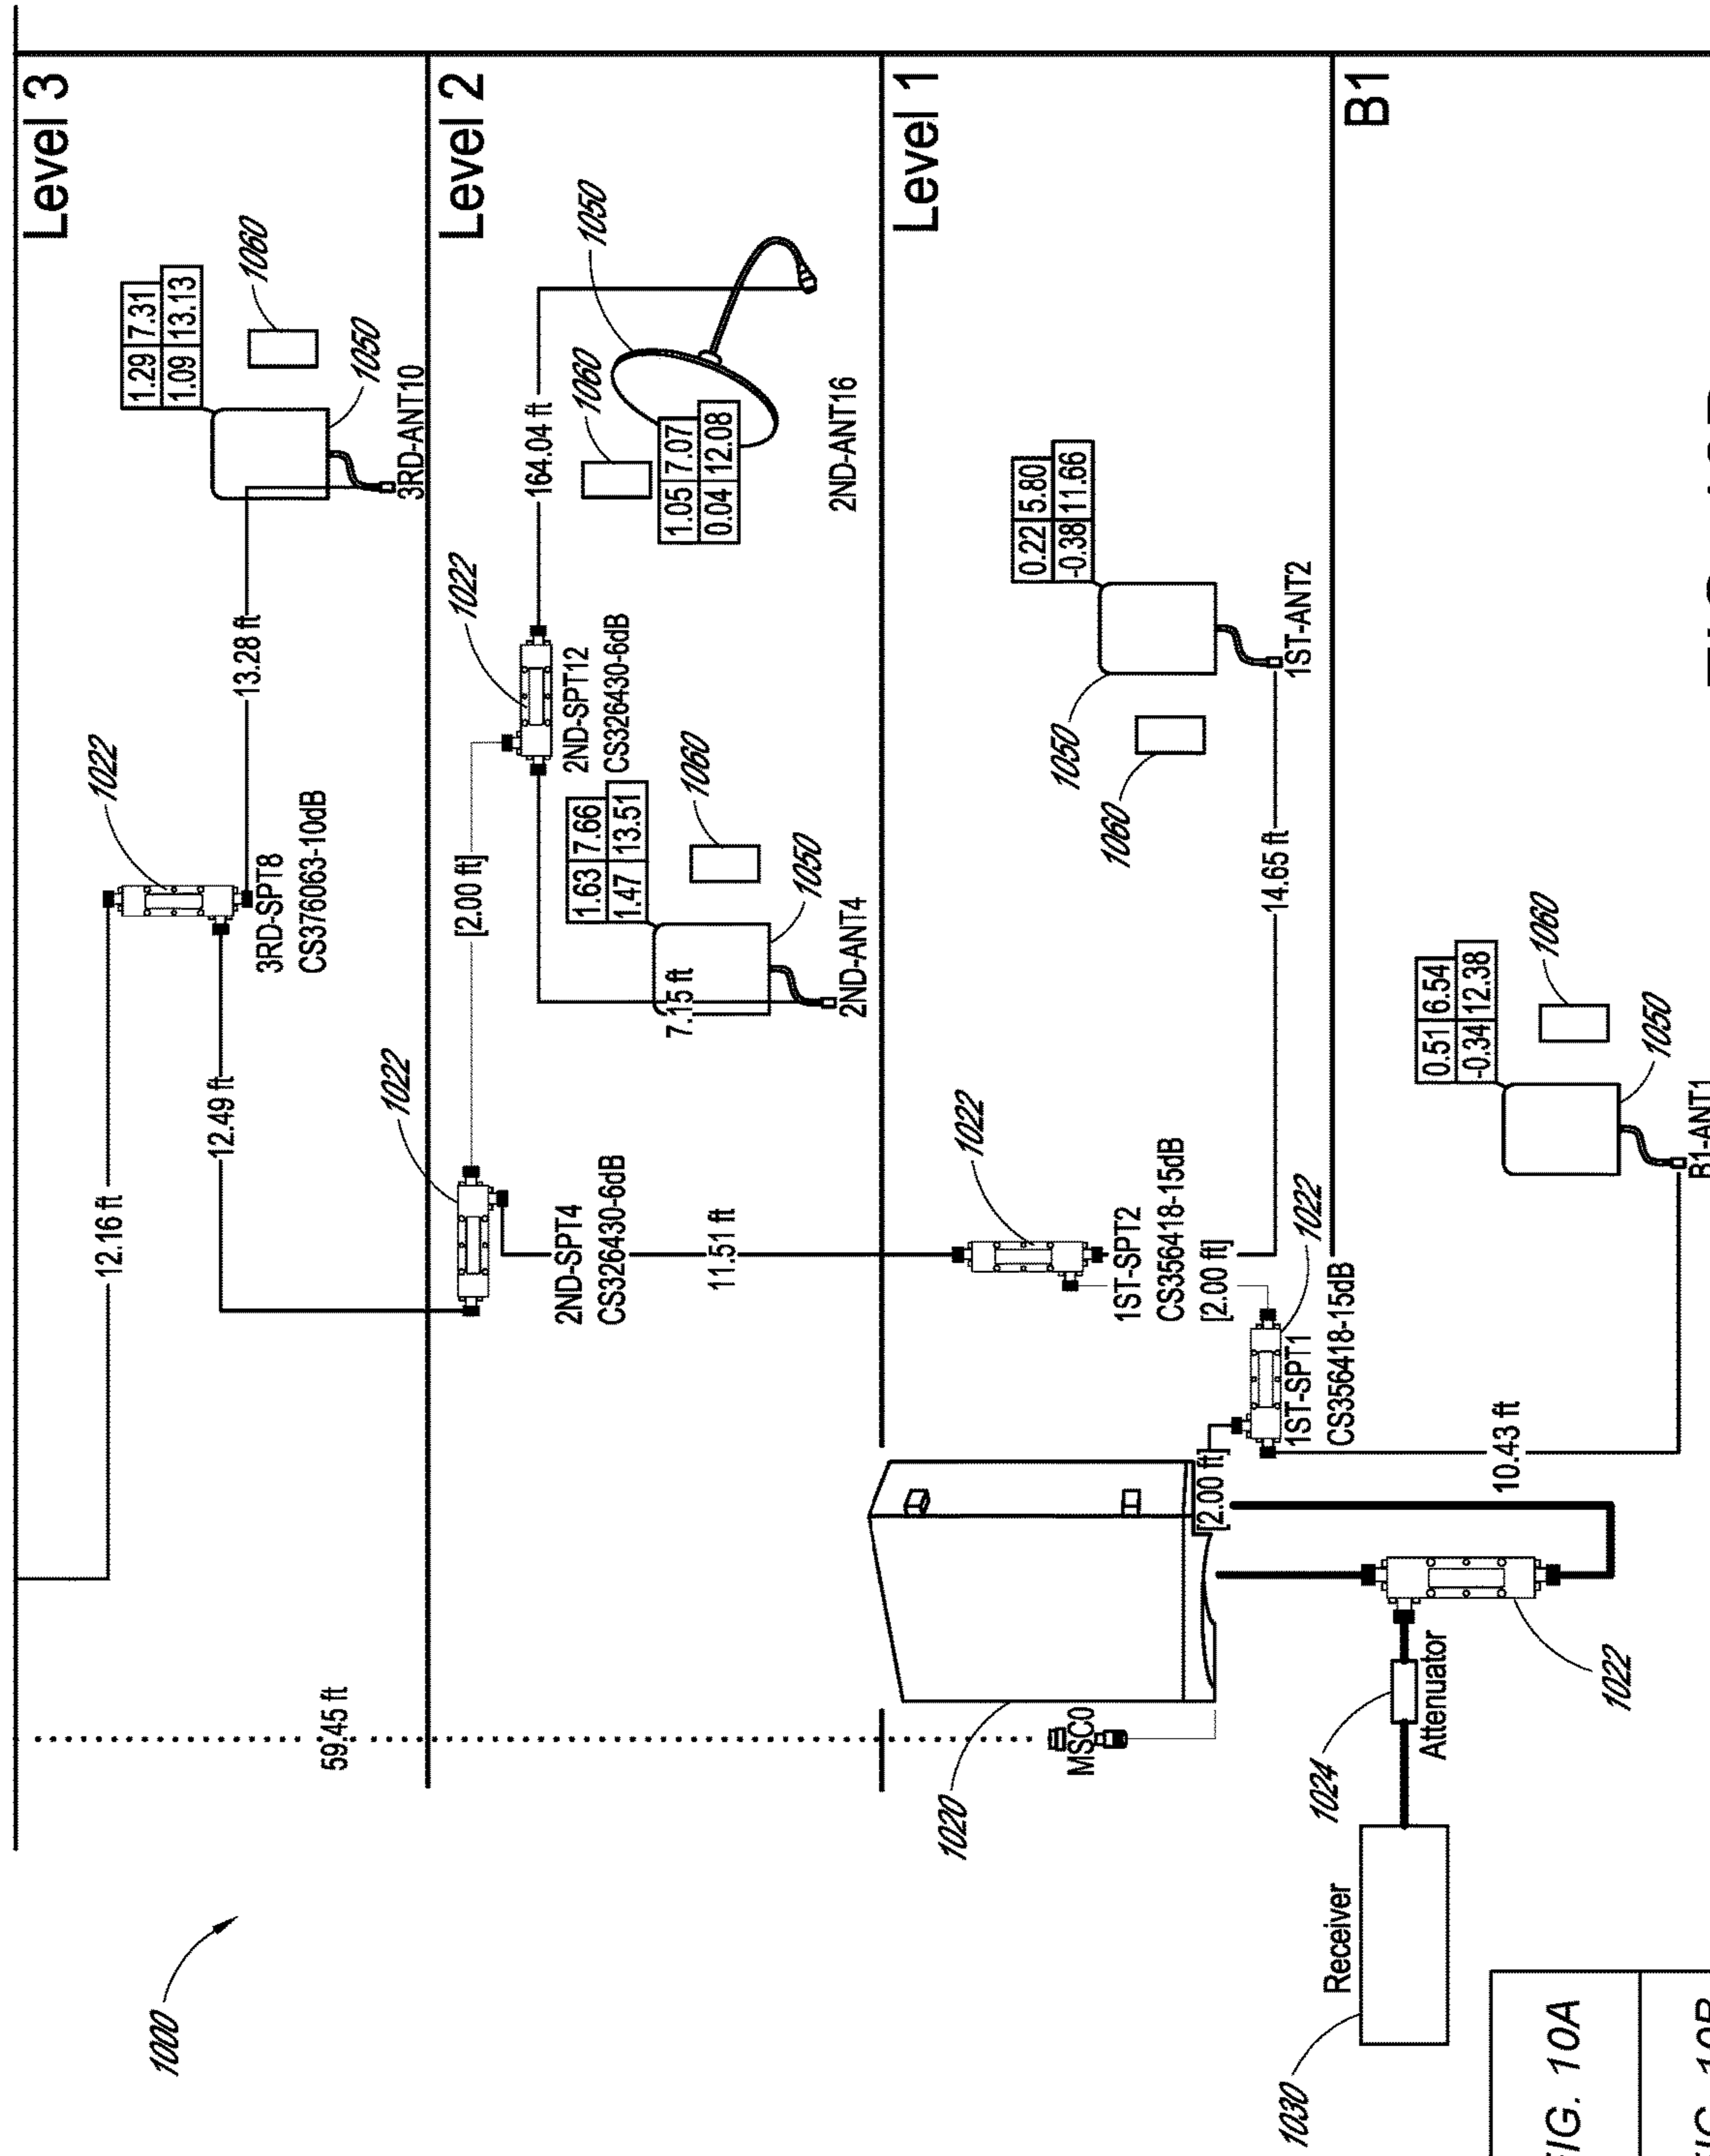 Level 3
1.29 7.31
1.09 13.13
1060
1050
3RD-ANT10
13.28 ft
1022
3RD-SPT8
CS376063-10dB
12.49 ft
12.16 ft
59.45 ft
1000
Level 2
1050
164.04 ft
1060
1.05 7.07
0.04 12.08
2ND-ANT16
1022
2ND-SPT12
CS326430-6dB
[2.00 ft]
1.63 7.66
1.47 13.51
1060
1050
7.15 ft
2ND-ANT4
1022
2ND-SPT4
CS326430-6dB
11.51 ft
Level 1
0.22 5.80
-0.38 11.66
1ST-ANT2
1050
1060
14.65 ft
1022
1ST-SPT2
CS356418-15dB
[2.00 ft]
1022
1ST-SPT1
CS356418-15dB
[2.00 ft]
MSC0
1020
B1
0.51 6.54
-0.34 12.38
1060
1050
B1-ANT1
10.43 ft
1022
Attenuator
1024
Receiver
1030
FIG. 10A
FIG. 10B